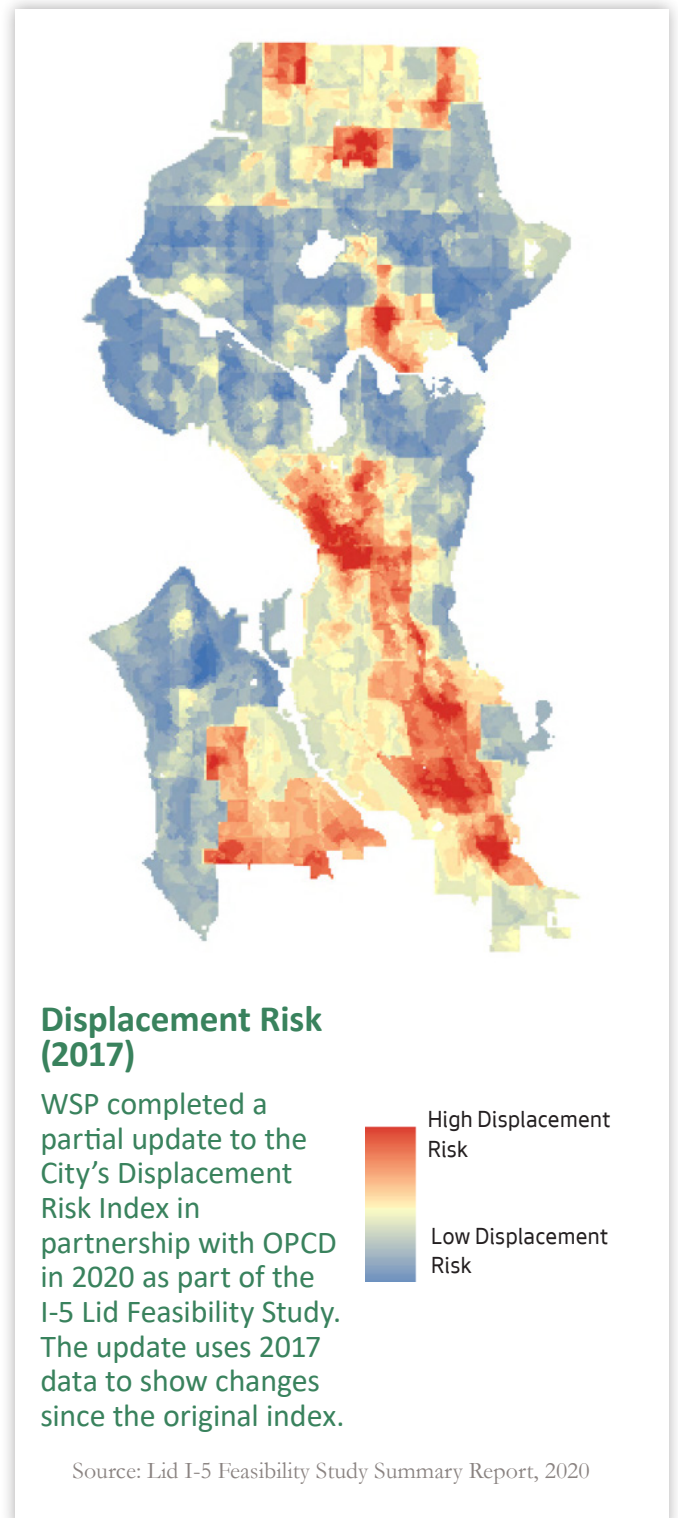 Displacement Risk
(2017)
WSP completed a
partial update to the
City’s Displacement
Risk Index in
partnership with OPCD
in 2020 as part of the
I-5 Lid Feasibility Study.
The update uses 2017
data to show changes
since the original index.
High Displacement
Risk
Low Displacement
Risk
Source: Lid I-5 Feasibility Study Summary Report, 2020